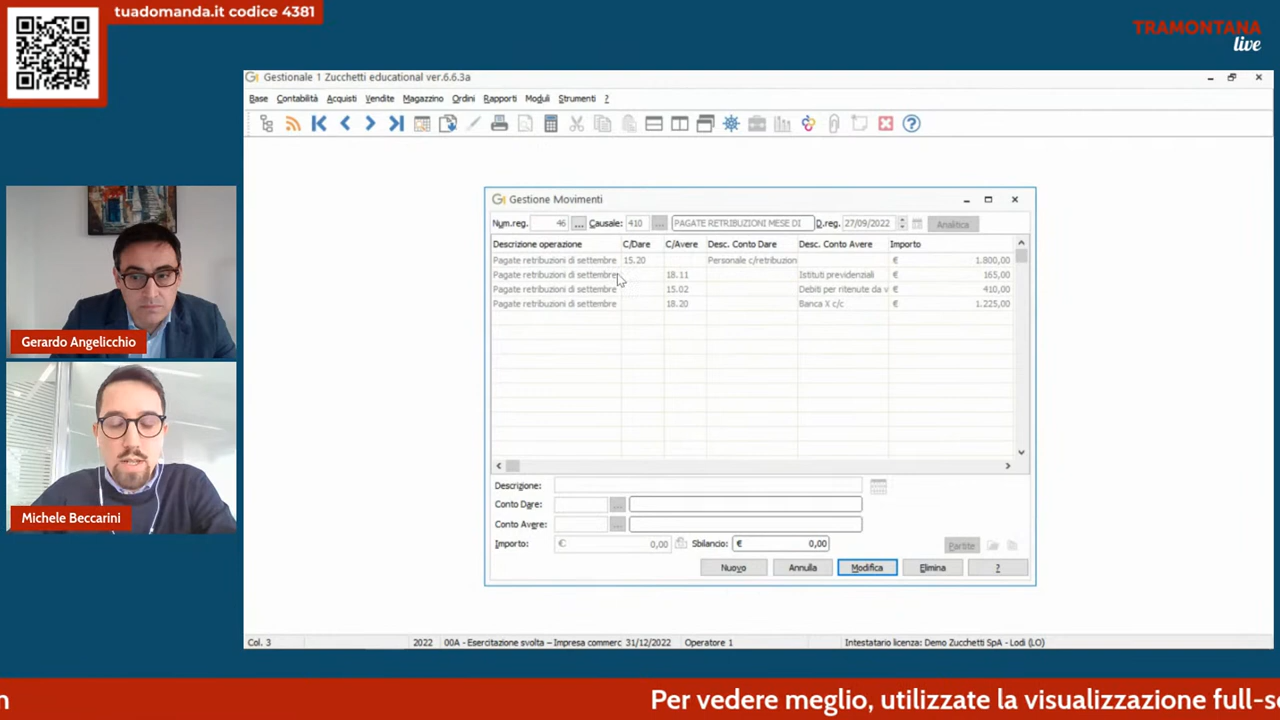 tuadomanda.it codice 4381
TRAMONTANA
live
Gestionale 1 Zucchetti educational ver.6.6.3a
Base Contabilità Acquisti Vendite Magazzino Ordini Rapporti Moduli Strumenti ?
Gestione Movimenti
Num.reg. 46 ... Causale: 410 ... PAGATE RETRIBUZIONI MESE DI D.reg. 27/09/2022 Analitica
Descrizione operazione C/Dare C/Avere Desc. Conto Dare Desc. Conto Avere Importo
Pagate retribuzioni di settembre 15.20 Personale c/retribuzion € 1.800,00
Pagate retribuzioni di settembre 18.11 Istituti previdenziali € 165,00
Pagate retribuzioni di settembre 15.02 Debiti per ritenute da v € 410,00
Pagate retribuzioni di settembre 18.20 Banca X c/c € 1.225,00
Descrizione:
Conto Dare: ...
Conto Avere: ...
Importo: € 0,00 Sbilancio: € 0,00 Partite
Nuovo Annulla Modifica Elimina ?
Col. 3 2022 00A - Esercitazione svolta – Impresa commerc 31/12/2022 Operatore 1 Intestatario licenza: Demo Zucchetti SpA - Lodi (LO)
Gerardo Angelicchio
Michele Beccarini
n Per vedere meglio, utilizzate la visualizzazione full-s